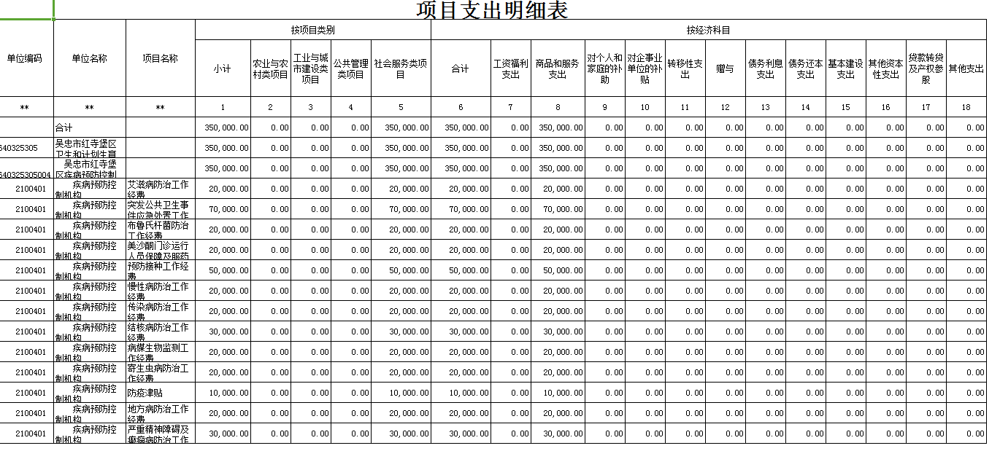 项目支出明细表
单位编码 单位名称 项目名称 按项目类别 按经济科目
小计 农业与农村类项目 工业与城市建设类项目 公共管理类项目 社会服务类项目 合计 工资福利支出 商品和服务支出 对个人和家庭的补助 对企事业单位的补贴 转移性支出 赠与 债务利息支出 债务还本支出 基本建设支出 其他资本性支出 贷款转贷及产权参股 其他支出
** ** ** 1 2 3 4 5 6 7 8 9 10 11 12 13 14 15 16 17 18
合计 350,000.00 0.00 0.00 0.00 350,000.00 350,000.00 0.00 350,000.00 0.00 0.00 0.00 0.00 0.00 0.00 0.00 0.00 0.00 0.00
640325305 吴忠市红寺堡区卫生和计划生育 350,000.00 0.00 0.00 0.00 350,000.00 350,000.00 0.00 350,000.00 0.00 0.00 0.00 0.00 0.00 0.00 0.00 0.00 0.00 0.00
640325305004 吴忠市红寺堡区疾病预防控制 350,000.00 0.00 0.00 0.00 350,000.00 350,000.00 0.00 350,000.00 0.00 0.00 0.00 0.00 0.00 0.00 0.00 0.00 0.00 0.00
2100401 疾病预防控制机构 艾滋病防治工作经费 20,000.00 0.00 0.00 0.00 20,000.00 20,000.00 0.00 20,000.00 0.00 0.00 0.00 0.00 0.00 0.00 0.00 0.00 0.00 0.00
2100401 疾病预防控制机构 突发公共卫生事件应急处置工作 70,000.00 0.00 0.00 0.00 70,000.00 70,000.00 0.00 70,000.00 0.00 0.00 0.00 0.00 0.00 0.00 0.00 0.00 0.00 0.00
2100401 疾病预防控制机构 布鲁氏杆菌防治工作经费 20,000.00 0.00 0.00 0.00 20,000.00 20,000.00 0.00 20,000.00 0.00 0.00 0.00 0.00 0.00 0.00 0.00 0.00 0.00 0.00
2100401 疾病预防控制机构 美沙酮门诊运行人员保障及服药 20,000.00 0.00 0.00 0.00 20,000.00 20,000.00 0.00 20,000.00 0.00 0.00 0.00 0.00 0.00 0.00 0.00 0.00 0.00 0.00
2100401 疾病预防控制机构 预防接种工作经费 50,000.00 0.00 0.00 0.00 50,000.00 50,000.00 0.00 50,000.00 0.00 0.00 0.00 0.00 0.00 0.00 0.00 0.00 0.00 0.00
2100401 疾病预防控制机构 慢性病防治工作经费 20,000.00 0.00 0.00 0.00 20,000.00 20,000.00 0.00 20,000.00 0.00 0.00 0.00 0.00 0.00 0.00 0.00 0.00 0.00 0.00
2100401 疾病预防控制机构 传染病防治工作经费 20,000.00 0.00 0.00 0.00 20,000.00 20,000.00 0.00 20,000.00 0.00 0.00 0.00 0.00 0.00 0.00 0.00 0.00 0.00 0.00
2100401 疾病预防控制机构 结核病防治工作经费 30,000.00 0.00 0.00 0.00 30,000.00 30,000.00 0.00 30,000.00 0.00 0.00 0.00 0.00 0.00 0.00 0.00 0.00 0.00 0.00
2100401 疾病预防控制机构 病媒生物监测工作经费 20,000.00 0.00 0.00 0.00 20,000.00 20,000.00 0.00 20,000.00 0.00 0.00 0.00 0.00 0.00 0.00 0.00 0.00 0.00 0.00
2100401 疾病预防控制机构 寄生虫病防治工作经费 20,000.00 0.00 0.00 0.00 20,000.00 20,000.00 0.00 20,000.00 0.00 0.00 0.00 0.00 0.00 0.00 0.00 0.00 0.00 0.00
2100401 疾病预防控制机构 防疫津贴 10,000.00 0.00 0.00 0.00 10,000.00 10,000.00 0.00 10,000.00 0.00 0.00 0.00 0.00 0.00 0.00 0.00 0.00 0.00 0.00
2100401 疾病预防控制机构 地方病防治工作经费 20,000.00 0.00 0.00 0.00 20,000.00 20,000.00 0.00 20,000.00 0.00 0.00 0.00 0.00 0.00 0.00 0.00 0.00 0.00 0.00
2100401 疾病预防控制机构 严重精神障碍及癫痫病防治工作 30,000.00 0.00 0.00 0.00 30,000.00 30,000.00 0.00 30,000.00 0.00 0.00 0.00 0.00 0.00 0.00 0.00 0.00 0.00 0.00